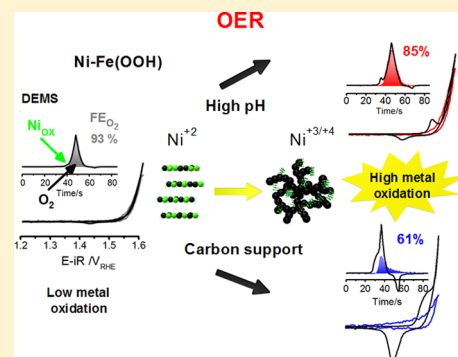 OER
Ni-Fe(OOH)
DEMS
NiOX
FEO2
93 %
O2
0 20 40 60 80
Time/s
1.2 1.3 1.4 1.5 1.6
E-iR /VRHE
Low metal
oxidation
High pH
Ni+2
Ni+3/+4
Carbon support
85%
0 20 40 60 80
Time/s
High metal
oxidation
61%
0 20 40 60 80
Time/s